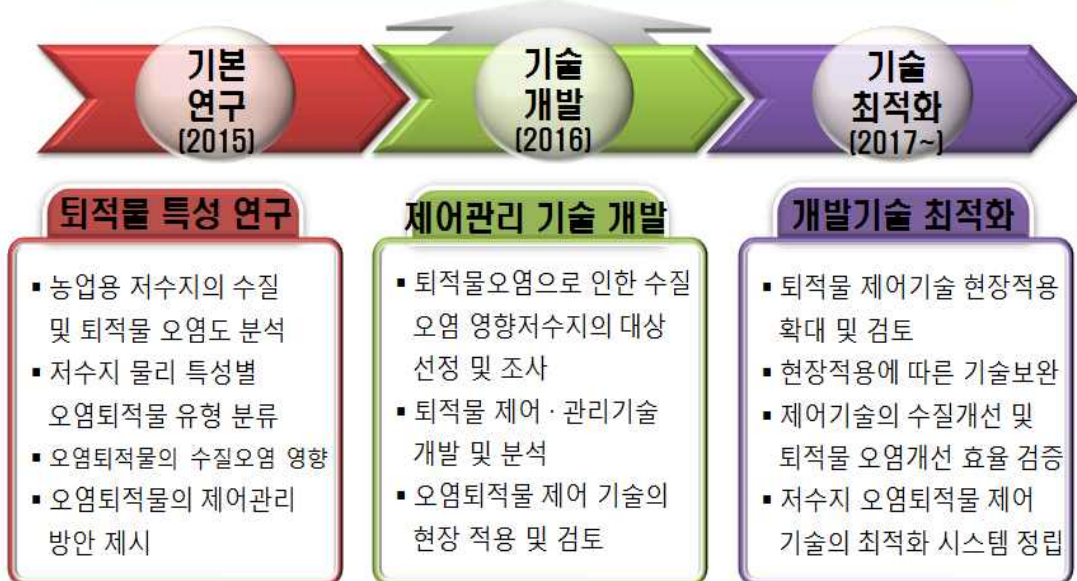 기본
연구
(2015)
기술
개발
(2016)
기술
최적화
(2017~)
퇴적물 특성 연구
▪ 농업용 저수지의 수질
및 퇴적물 오염도 분석
▪ 저수지 물리 특성별
오염퇴적물 유형 분류
▪ 오염퇴적물의 수질오염 영향
▪ 오염퇴적물의 제어관리
방안 제시
제어관리 기술 개발
▪ 퇴적물오염으로 인한 수질
오염 영향저수지의 대상
선정 및 조사
▪ 퇴적물 제어 · 관리기술
개발 및 분석
▪ 오염퇴적물 제어 기술의
현장 적용 및 검토
개발기술 최적화
▪ 퇴적물 제어기술 현장적용
확대 및 검토
▪ 현장적용에 따른 기술보완
▪ 제어기술의 수질개선 및
퇴적물 오염개선 효율 검증
▪ 저수지 오염퇴적물 제어
기술의 최적화 시스템 정립